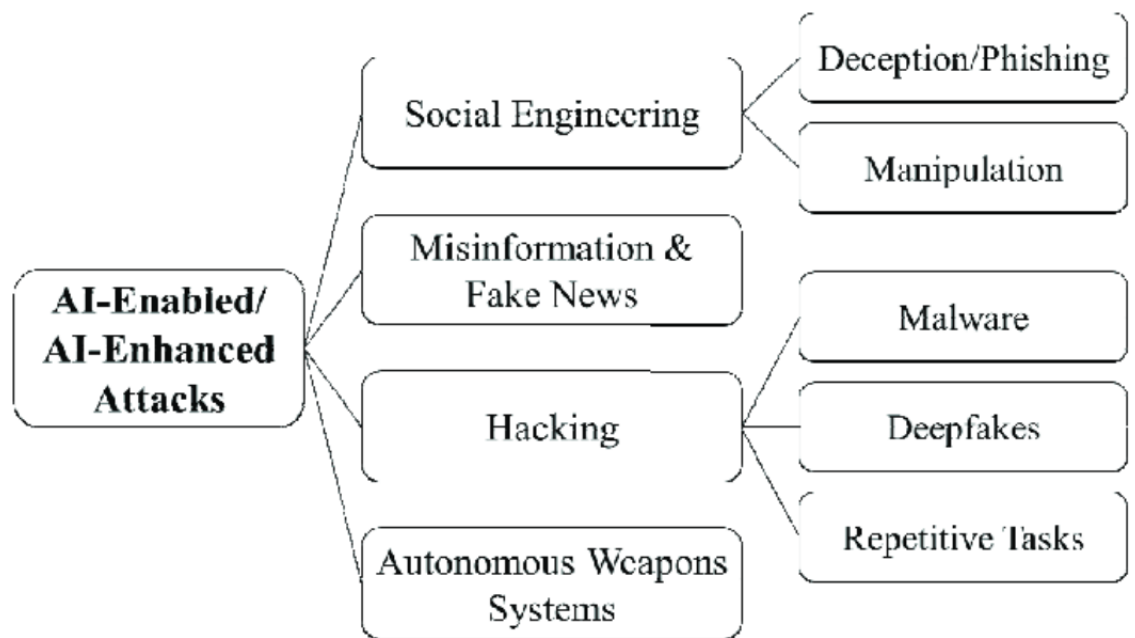 AI-Enabled/
AI-Enhanced
Attacks
Social Engineering
Deception/Phishing
Manipulation
Misinformation &
Fake News
Hacking
Malware
Deepfakes
Repetitive Tasks
Autonomous Weapons
Systems